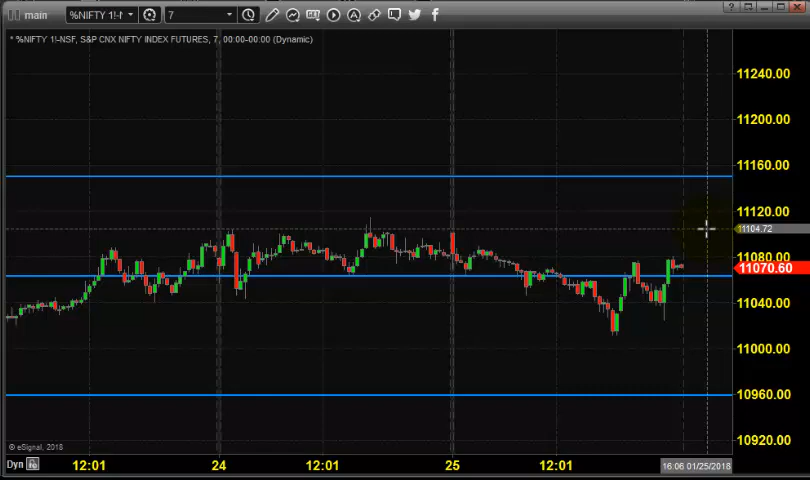 main %NIFTY 1!-N 7
* %NIFTY 1!-NSF, S&P CNX NIFTY INDEX FUTURES, 7, 00:00-00:00 (Dynamic)
11240.00
11200.00
11160.00
11120.00
11104.72
11080.00
11070.60
11040.00
11000.00
10960.00
10920.00
© eSignal, 2018
Dyn 12:01 24 12:01 25 12:01 16:06 01/25/2018